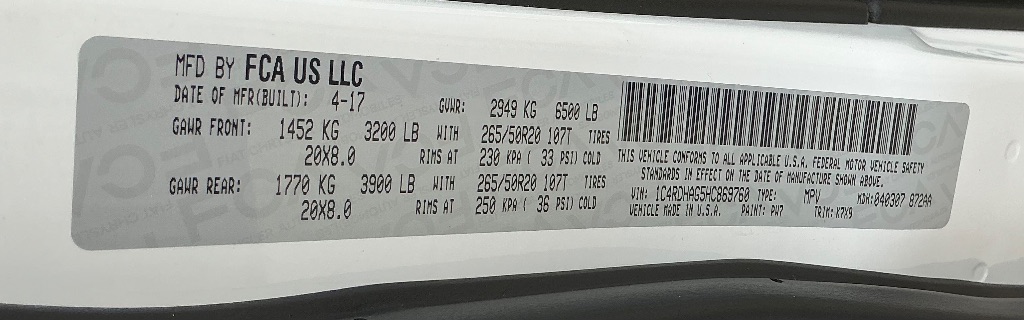 MFD BY FCA US LLC
DATE OF MFR(BUILT): 4-17 GVWR: 2949 KG 6500 LB
GAWR FRONT: 1452 KG 3200 LB WITH 265/50R20 107T TIRES
20X8.0 RIMS AT 230 KPA ( 33 PSI) COLD
GAWR REAR: 1770 KG 3900 LB WITH 265/50R20 107T TIRES
20X8.0 RIMS AT 250 KPA ( 36 PSI) COLD
THIS VEHICLE CONFORMS TO ALL APPLICABLE U.S.A. FEDERAL MOTOR VEHICLE SAFETY
STANDARDS IN EFFECT ON THE DATE OF MANUFACTURE SHOWN ABOVE.
VIN: 1C4RDHAG5HC869760 TYPE: MPV MDH:040307 872AA
VEHICLE MADE IN U.S.A. PAINT: PW7 TRIM: K7X9